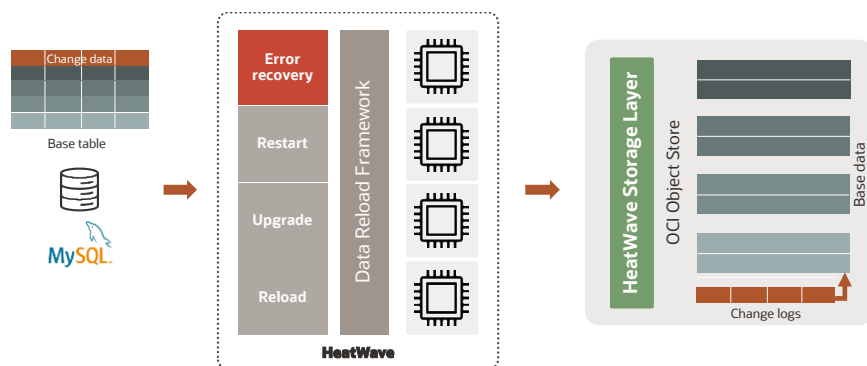 Change data
Base table
MySQL™
Error
recovery
Restart
Upgrade
Reload
Data Reload Framework
HeatWave
HeatWave Storage Layer
OCI Object Store
Base data
Change logs